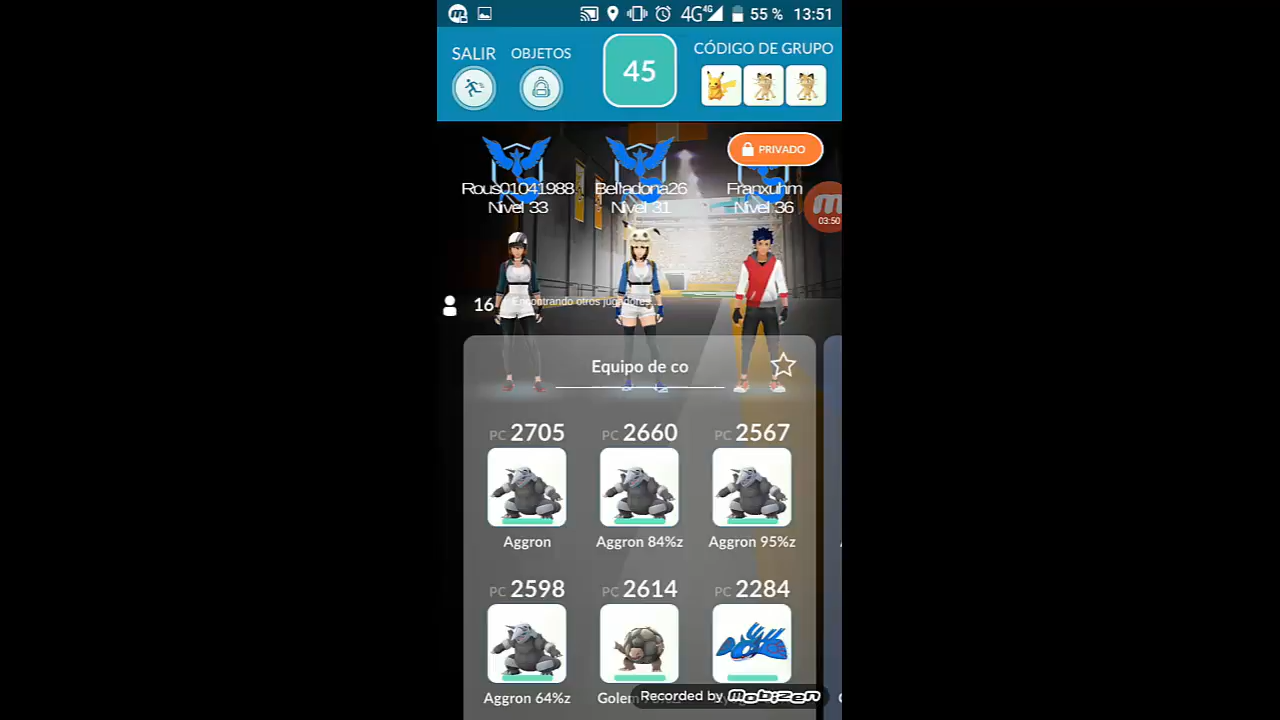 4G 4G 55 % 13:51
SALIR OBJETOS 45 CÓDIGO DE GRUPO
PRIVADO
Rous01041988 Belladona26 Franxuhm
Nivel 33 Nivel 31 Nivel 36
03:50
16 Encontrando otros jugadores...
Equipo de co
PC 2705 PC 2660 PC 2567
Aggron Aggron 84%z Aggron 95%z
PC 2598 PC 2614 PC 2284
Aggron 64%z Golem
Recorded by Mobizen